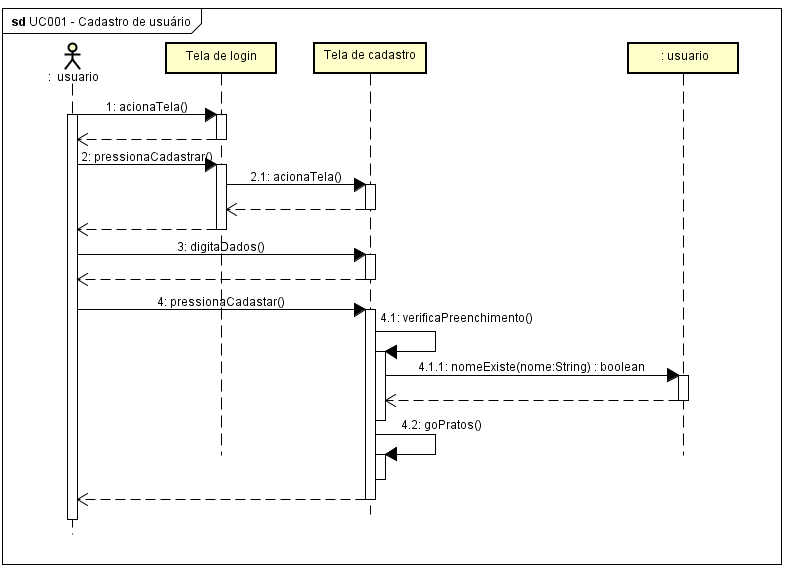 sd UC001 - Cadastro de usuário
Tela de login
Tela de cadastro
: usuario
: usuario
1: acionaTela()
2: pressionaCadastrar()
2.1: acionaTela()
3: digitaDados()
4: pressionaCadastar()
4.1: verificaPreenchimento()
4.1.1: nomeExiste(nome:String) : boolean
4.2: goPratos()